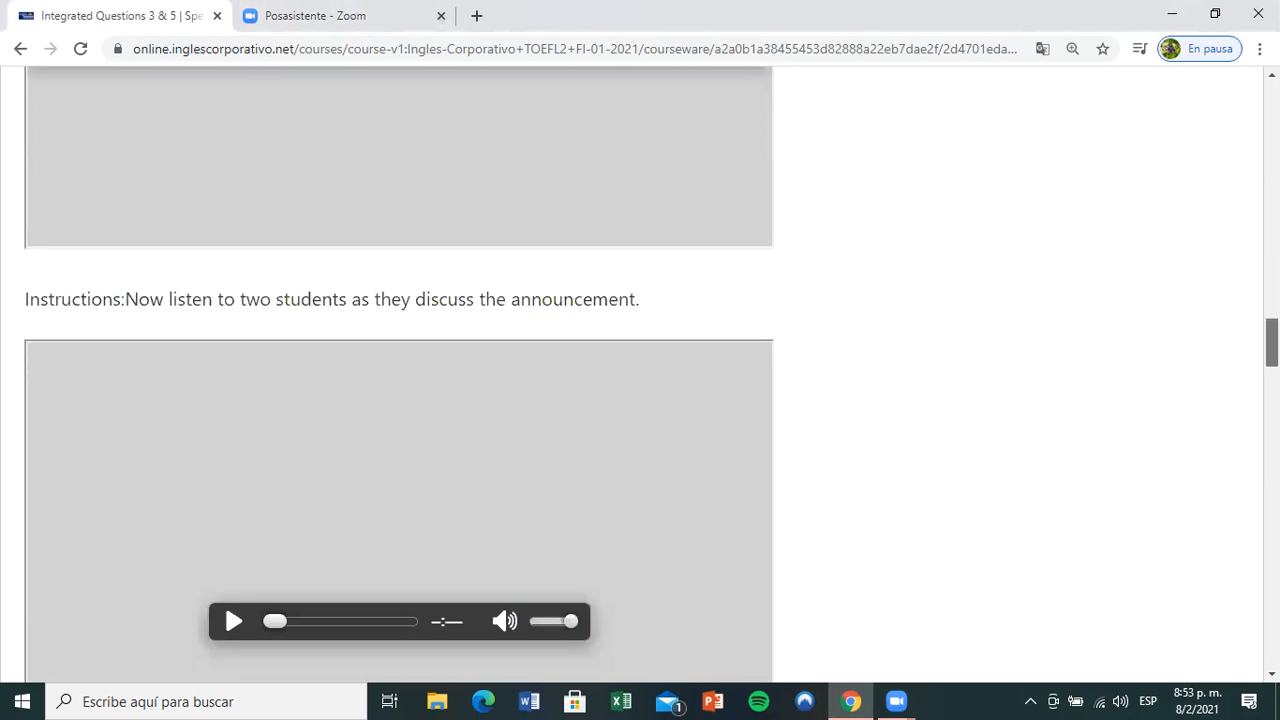 Integrated Questions 3 & 5 | Spe
Posasistente - Zoom
online.inglescorporativo.net/courses/course-v1:Ingles-Corporativo+TOEFL2+FI-01-2021/courseware/a2a0b1a38455453d82888a22eb7dae2f/2d4701eda...
En pausa
Instructions:Now listen to two students as they discuss the announcement.
-:--
Escribe aquí para buscar
1
ESP
8:53 p. m.
8/2/2021